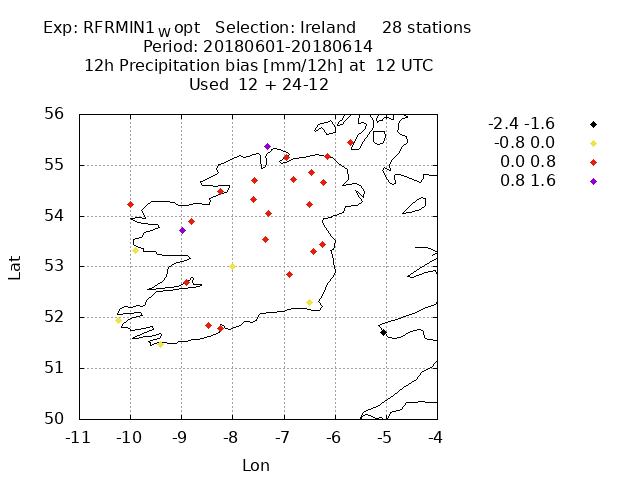 Exp: RFRMIN1wopt Selection: Ireland 28 stations
Period: 20180601-20180614
12h Precipitation bias [mm/12h] at 12 UTC
Used 12 + 24-12
56
55
54
53
52
51
50
-11 -10 -9 -8 -7 -6 -5 -4
Lat
Lon
-2.4 -1.6
-0.8 0.0
0.0 0.8
0.8 1.6